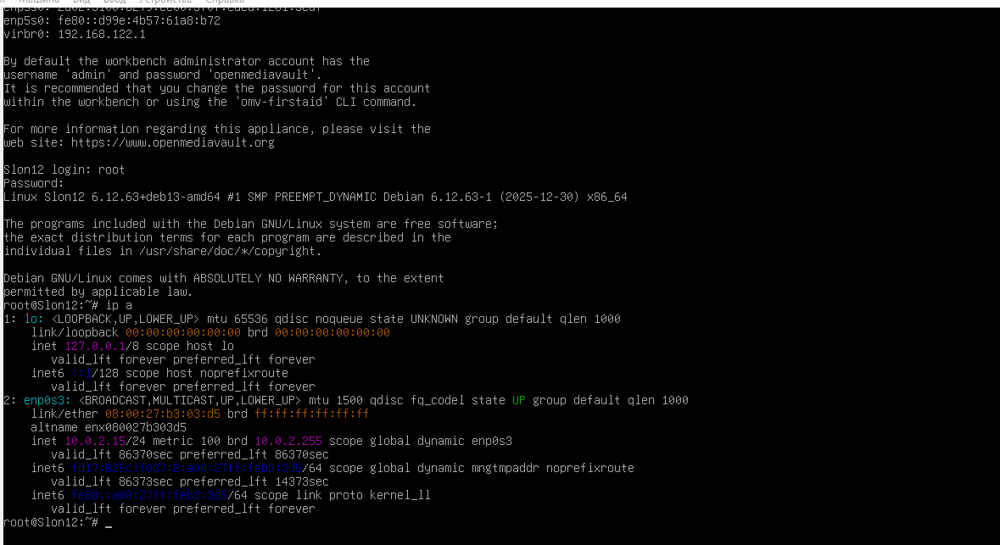 Машина Вид Ввод Устройства Справка
enp5s0: fe80::d99e:4b57:61a8:b72
virbr0: 192.168.122.1
By default the workbench administrator account has the
username 'admin' and password 'openmediavault'.
It is recommended that you change the password for this account
within the workbench or using the 'omv-firstaid' CLI command.
For more information regarding this appliance, please visit the
web site: https://www.openmediavault.org
Slon12 login: root
Password:
Linux Slon12 6.12.63+deb13-amd64 #1 SMP PREEMPT_DYNAMIC Debian 6.12.63-1 (2025-12-30) x86_64
The programs included with the Debian GNU/Linux system are free software;
the exact distribution terms for each program are described in the
individual files in /usr/share/doc/*/copyright.
Debian GNU/Linux comes with ABSOLUTELY NO WARRANTY, to the extent
permitted by applicable law.
root@Slon12:~# ip a
1: lo: <LOOPBACK,UP,LOWER_UP> mtu 65536 qdisc noqueue state UNKNOWN group default qlen 1000
link/loopback 00:00:00:00:00:00 brd 00:00:00:00:00:00
inet 127.0.0.1/8 scope host lo
valid_lft forever preferred_lft forever
inet6 ::1/128 scope host noprefixroute
valid_lft forever preferred_lft forever
2: enp0s3: <BROADCAST,MULTICAST,UP,LOWER_UP> mtu 1500 qdisc fq_codel state UP group default qlen 1000
link/ether 08:00:27:b3:03:d5 brd ff:ff:ff:ff:ff:ff
altname enx080027b303d5
inet 10.0.2.15/24 metric 100 brd 10.0.2.255 scope global dynamic enp0s3
valid_lft 86370sec preferred_lft 86370sec
inet6 fd17:625c:f037:2:a00:27ff:feb3:3d5/64 scope global dynamic mngtmpaddr noprefixroute
valid_lft 86373sec preferred_lft 14373sec
inet6 fe80::a00:27ff:feb3:3d5/64 scope link proto kernel_ll
valid_lft forever preferred_lft forever
root@Slon12:~# _